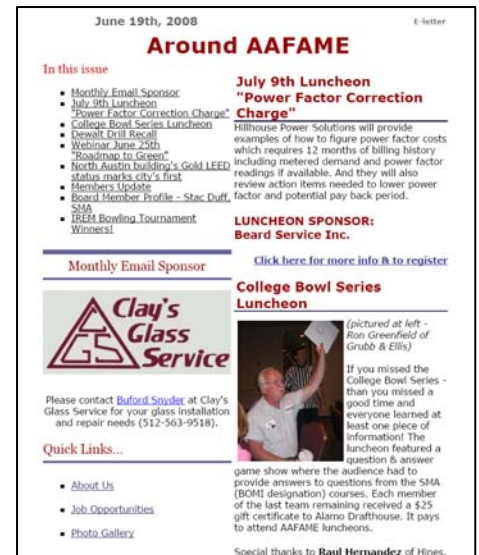 June 19th, 2008
E-letter
Around AAFAME
In this issue
Monthly Email Sponsor
July 9th Luncheon
"Power Factor Correction Charge"
College Bowl Series Luncheon
Dewalt Drill Recall
Webinar June 25th
"Roadmap to Green"
North Austin building's Gold LEED
status marks city's first
Members Update
Board Member Profile - Stac Duff,
SMA
IREM Bowling Tournament
Winners!
Monthly Email Sponsor
CGS
Clay's
Glass
Service
Please contact Buford Snyder at Clay's
Glass Service for your glass installation
and repair needs (512-563-9518).
Quick Links...
About Us
Job Opportunities
Photo Gallery
July 9th Luncheon
"Power Factor Correction
Charge"
Hillhouse Power Solutions will provide
examples of how to figure power factor costs
which requires 12 months of billing history
including metered demand and power factor
readings if available. And they will also
review action items needed to lower power
factor and potential pay back period.
LUNCHEON SPONSOR:
Beard Service Inc.
Click here for more info & to register
College Bowl Series
Luncheon
(pictured at left -
Ron Greenfield of
Grubb & Ellis)
If you missed the
College Bowl Series -
than you missed a
good time and
everyone learned at
least one piece of
information! The
luncheon featured a
question & answer
game show where the audience had to
provide answers to questions from the SMA
(BOMI designation) courses. Each member
of the last team remaining received a $25
gift certificate to Alamo Drafthouse. It pays
to attend AAFAME luncheons.
Special thanks to Raul Hernandez of Hines,